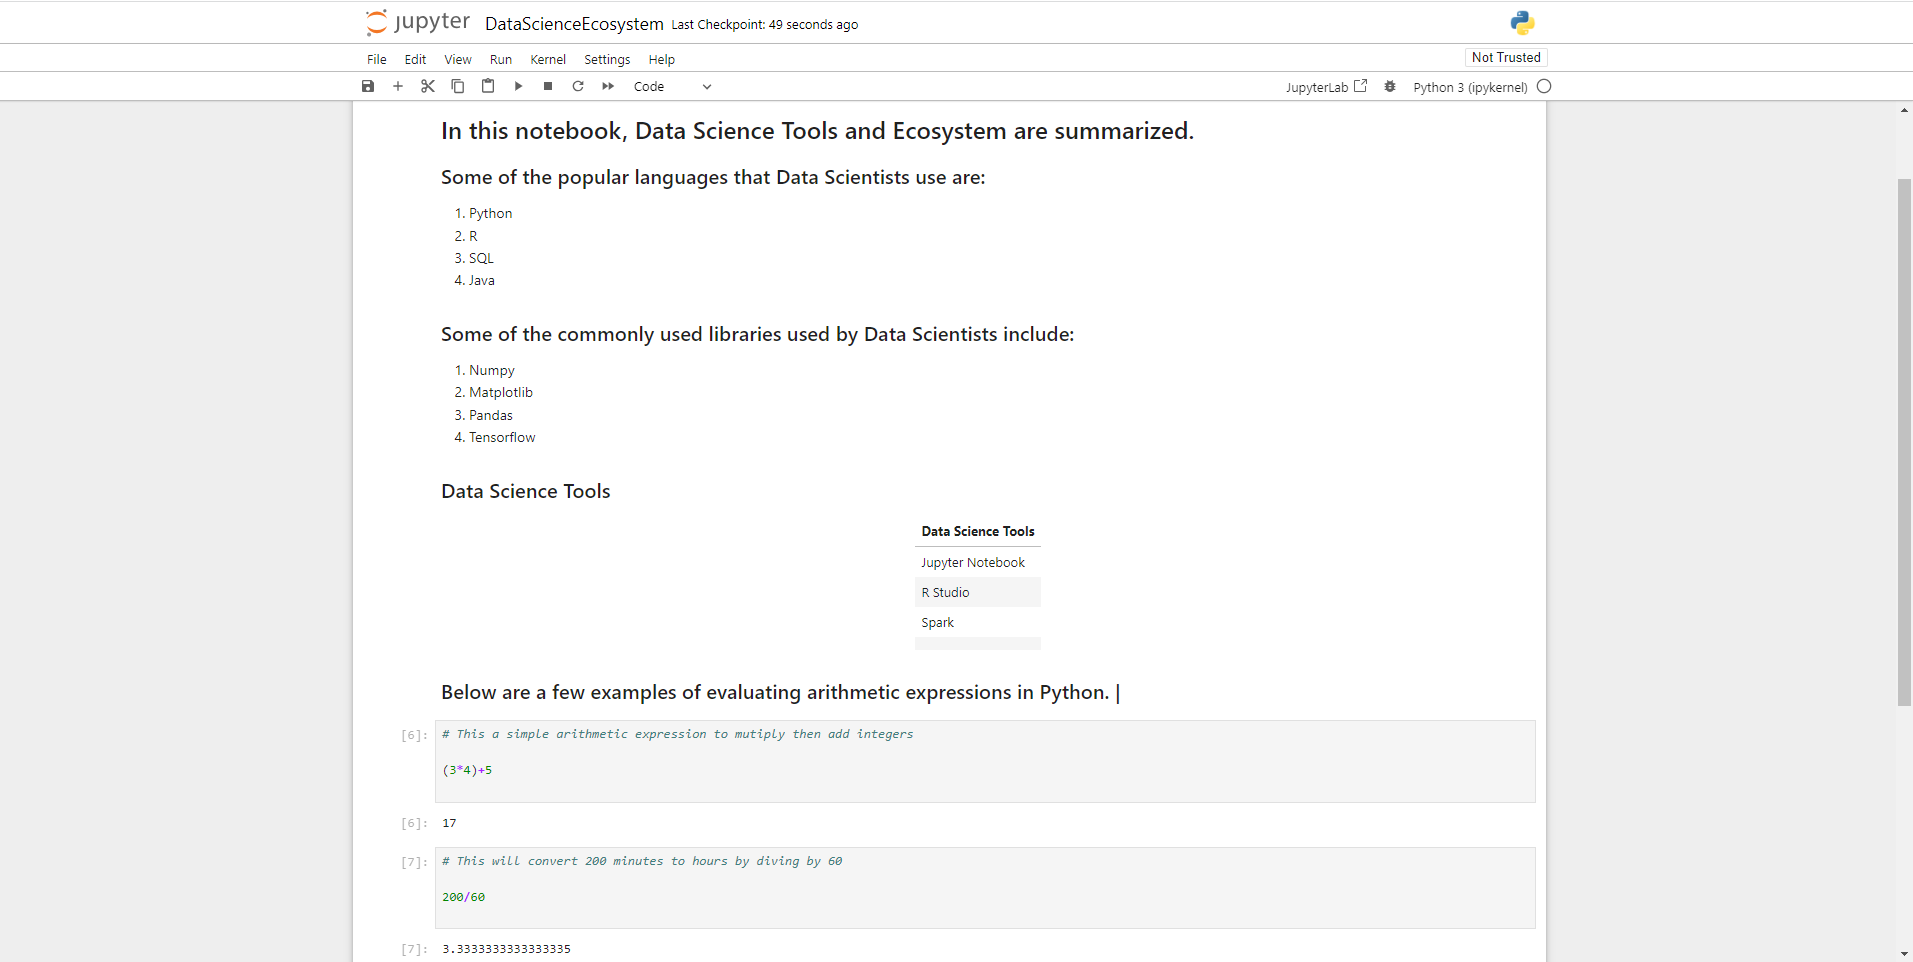 jupyter DataScienceEcosystem Last Checkpoint: 49 seconds ago
File Edit View Run Kernel Settings Help Not Trusted
Code JupyterLab Python 3 (ipykernel)
In this notebook, Data Science Tools and Ecosystem are summarized.
Some of the popular languages that Data Scientists use are:
1. Python
2. R
3. SQL
4. Java
Some of the commonly used libraries used by Data Scientists include:
1. Numpy
2. Matplotlib
3. Pandas
4. Tensorflow
Data Science Tools
Data Science Tools
Jupyter Notebook
R Studio
Spark
Below are a few examples of evaluating arithmetic expressions in Python. |
[6]: # This a simple arithmetic expression to mutiply then add integers
(3*4)+5
[6]: 17
[7]: # This will convert 200 minutes to hours by diving by 60
200/60
[7]: 3.3333333333333335